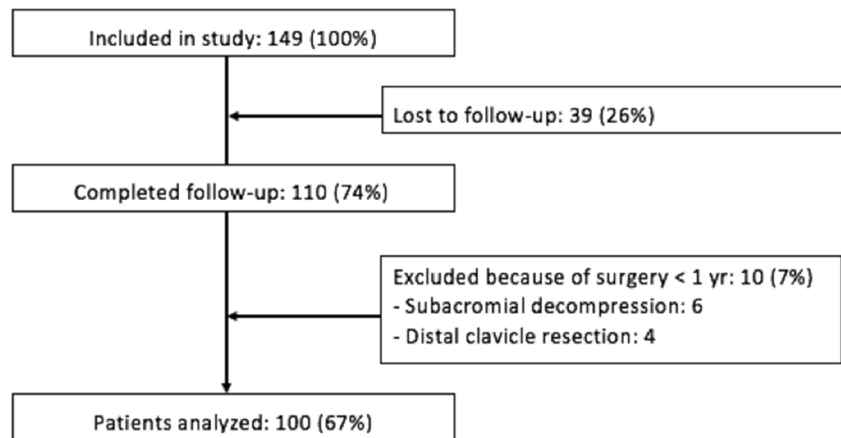 Included in study: 149 (100%)
Lost to follow-up: 39 (26%)
Completed follow-up: 110 (74%)
Excluded because of surgery < 1 yr: 10 (7%)
- Subacromial decompression: 6
- Distal clavicle resection: 4
Patients analyzed: 100 (67%)